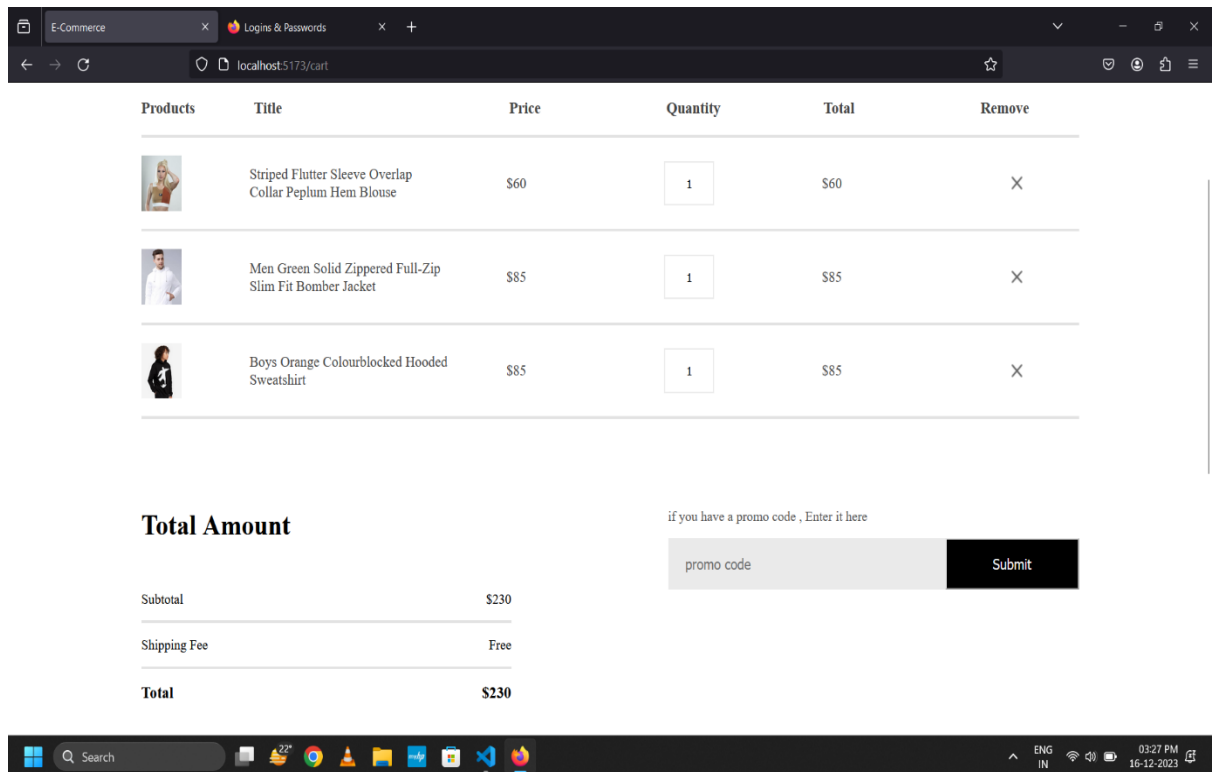 E-Commerce
Logins & Passwords
localhost:5173/cart
Products Title Price Quantity Total Remove
Striped Flutter Sleeve Overlap
Collar Peplum Hem Blouse
$60 1 $60 X
Men Green Solid Zippered Full-Zip
Slim Fit Bomber Jacket
$85 1 $85 X
Boys Orange Colourblocked Hooded
Sweatshirt
$85 1 $85 X
Total Amount
Subtotal $230
Shipping Fee Free
Total $230
if you have a promo code , Enter it here
promo code Submit
Search
22°
ENG
IN
03:27 PM
16-12-2023